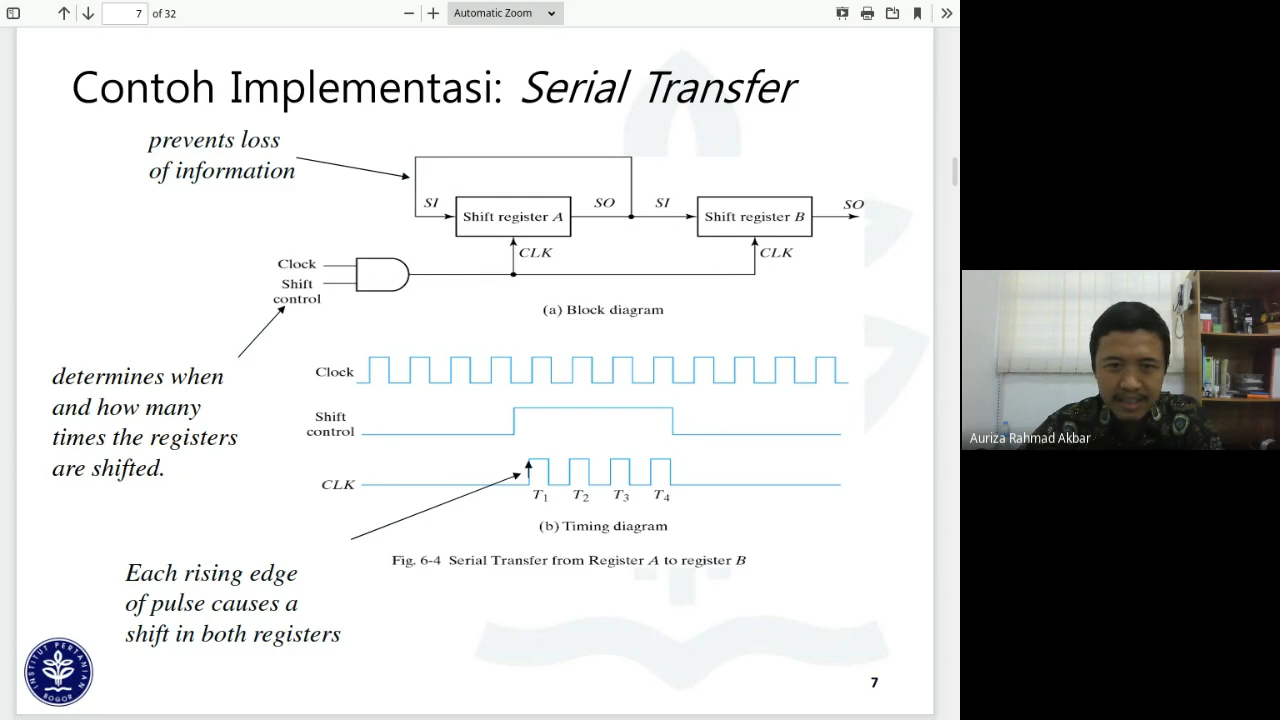 7 of 32
Automatic Zoom
Contoh Implementasi: Serial Transfer
prevents loss
of information
SI
Shift register A
SO
SI
Shift register B
SO
CLK
CLK
Clock
Shift
control
(a) Block diagram
determines when
and how many
times the registers
are shifted.
Clock
Shift
control
CLK
T1 T2 T3 T4
(b) Timing diagram
Fig. 6-4 Serial Transfer from Register A to register B
Each rising edge
of pulse causes a
shift in both registers
INSTITUT PERTANIAN
BOGOR
7
Auriza Rahmad Akbar